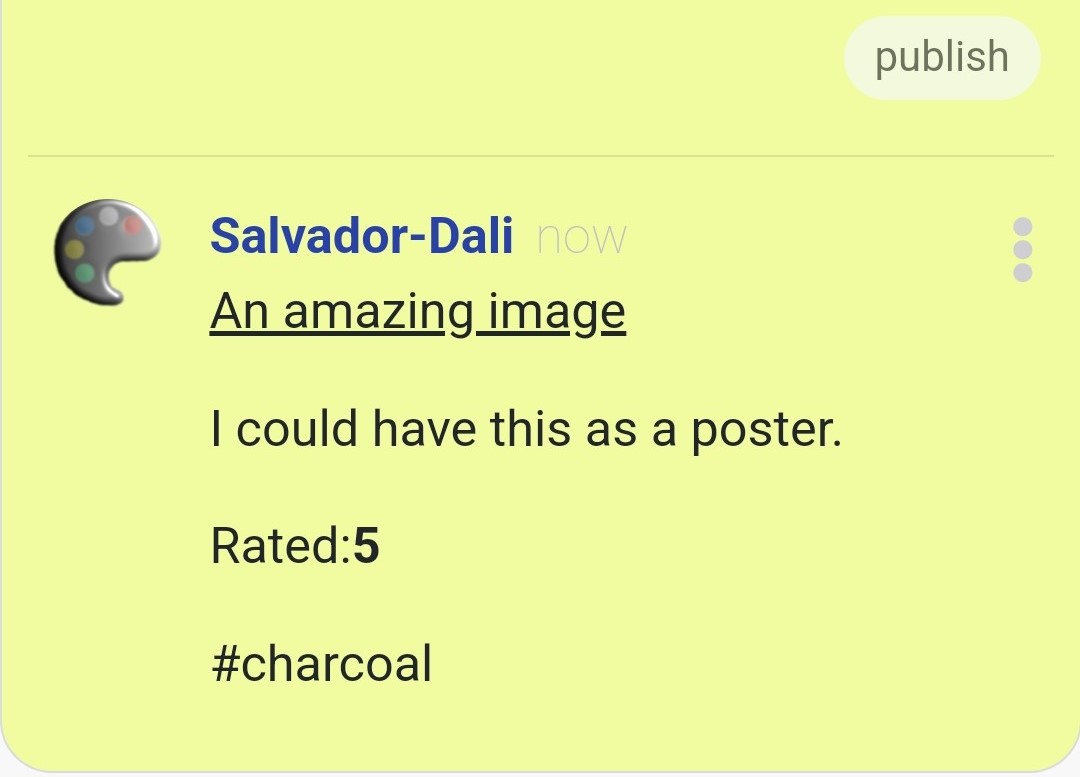 publish
Salvador-Dali now
An amazing image
I could have this as a poster.
Rated:5
#charcoal